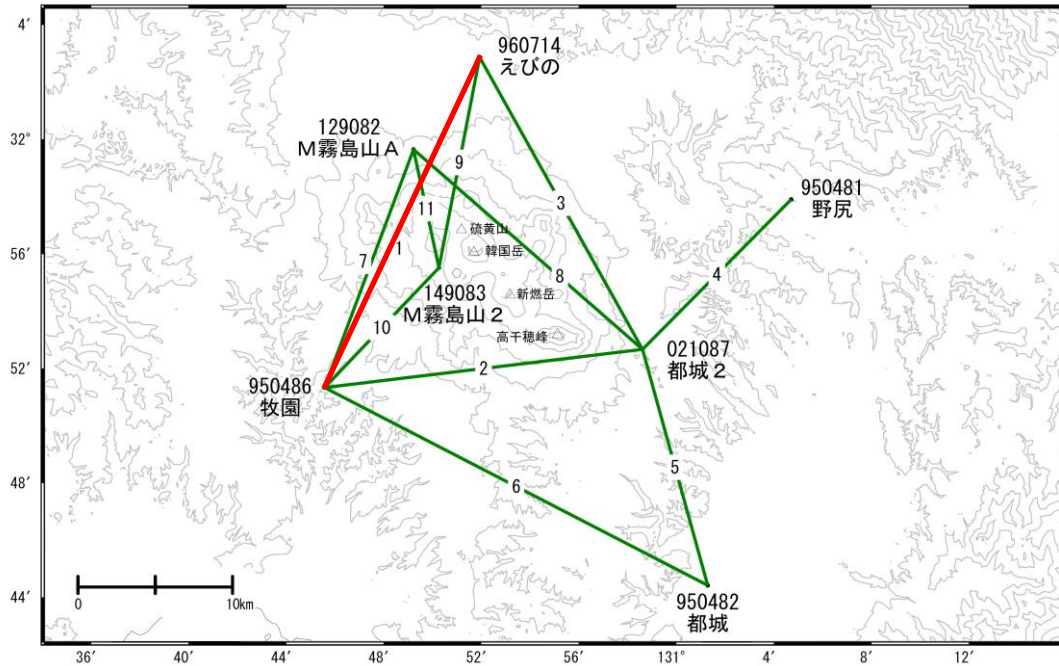 4′
960714
えびの
32°
129082
M霧島山A
9
950481
野尻
11
3
硫黄山
56′
1
韓国岳
7
8
4
149083
M霧島山2
新燃岳
10
高千穂峰
021087
都城2
52′
2
950486
牧園
5
48′
6
44′
0
10km
950482
都城
36′
40′
44′
48′
52′
56′
131°
4′
8′
12′